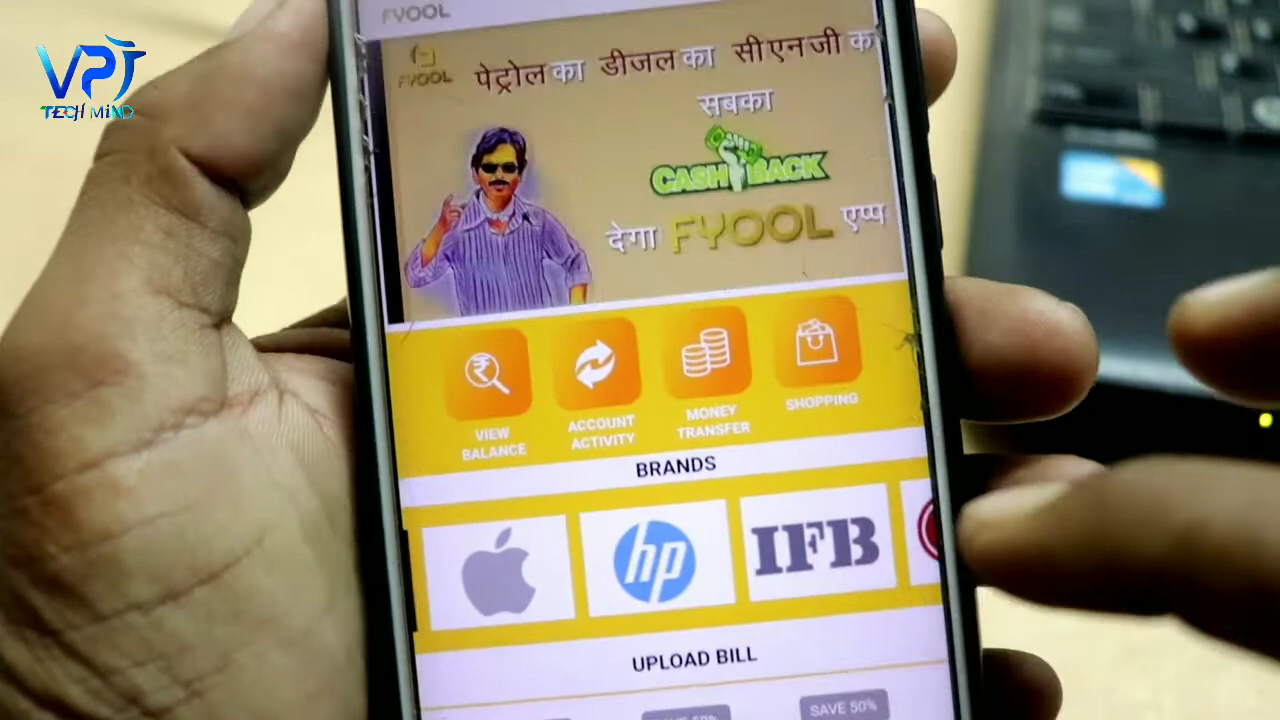 VPJ
TECH MIND
FYOOL
FYOOL
पेट्रोल का डीजल का सीएनजी क
सबका
CASH BACK
देगा FYOOL एप्प
VIEW
BALANCE
ACCOUNT
ACTIVITY
MONEY
TRANSFER
SHOPPING
BRANDS
hp
IFB
UPLOAD BILL
SAVE 50%